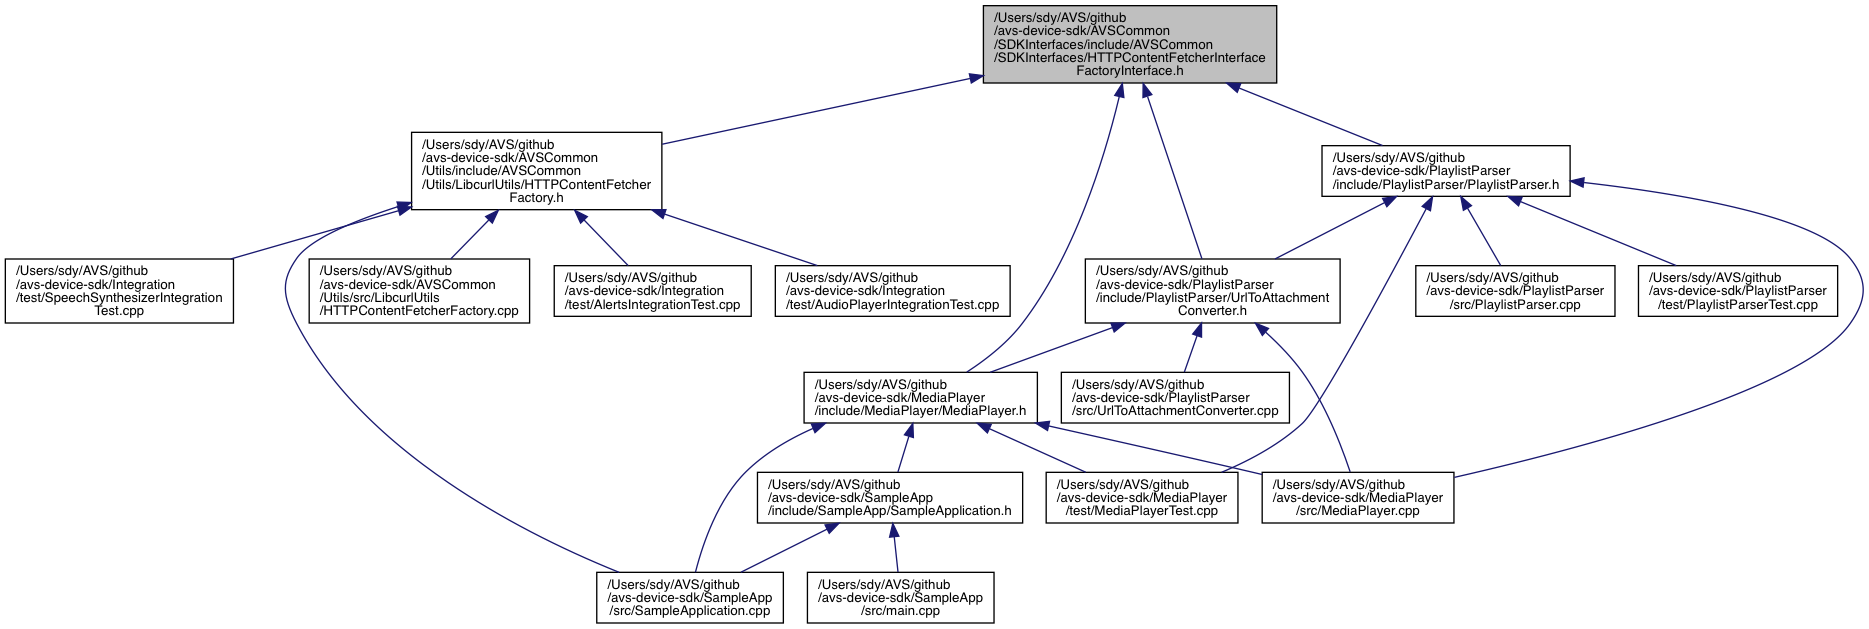 /Users/sdy/AVS/github
/avs-device-sdk/AVSCommon
/SDKInterfaces/include/AVSCommon
/SDKInterfaces/HTTPContentFetcherInterface
FactoryInterface.h
/Users/sdy/AVS/github
/avs-device-sdk/AVSCommon
/Utils/include/AVSCommon
/Utils/LibcurlUtils/HTTPContentFetcher
Factory.h
/Users/sdy/AVS/github
/avs-device-sdk/PlaylistParser
/include/PlaylistParser/PlaylistParser.h
/Users/sdy/AVS/github
/avs-device-sdk/Integration
/test/SpeechSynthesizerIntegration
Test.cpp
/Users/sdy/AVS/github
/avs-device-sdk/AVSCommon
/Utils/src/LibcurlUtils
/HTTPContentFetcherFactory.cpp
/Users/sdy/AVS/github
/avs-device-sdk/Integration
/test/AlertsIntegrationTest.cpp
/Users/sdy/AVS/github
/avs-device-sdk/Integration
/test/AudioPlayerIntegrationTest.cpp
/Users/sdy/AVS/github
/avs-device-sdk/PlaylistParser
/include/PlaylistParser/UrlToAttachment
Converter.h
/Users/sdy/AVS/github
/avs-device-sdk/PlaylistParser
/src/PlaylistParser.cpp
/Users/sdy/AVS/github
/avs-device-sdk/PlaylistParser
/test/PlaylistParserTest.cpp
/Users/sdy/AVS/github
/avs-device-sdk/MediaPlayer
/include/MediaPlayer/MediaPlayer.h
/Users/sdy/AVS/github
/avs-device-sdk/PlaylistParser
/src/UrlToAttachmentConverter.cpp
/Users/sdy/AVS/github
/avs-device-sdk/SampleApp
/include/SampleApp/SampleApplication.h
/Users/sdy/AVS/github
/avs-device-sdk/MediaPlayer
/test/MediaPlayerTest.cpp
/Users/sdy/AVS/github
/avs-device-sdk/MediaPlayer
/src/MediaPlayer.cpp
/Users/sdy/AVS/github
/avs-device-sdk/SampleApp
/src/SampleApplication.cpp
/Users/sdy/AVS/github
/avs-device-sdk/SampleApp
/src/main.cpp